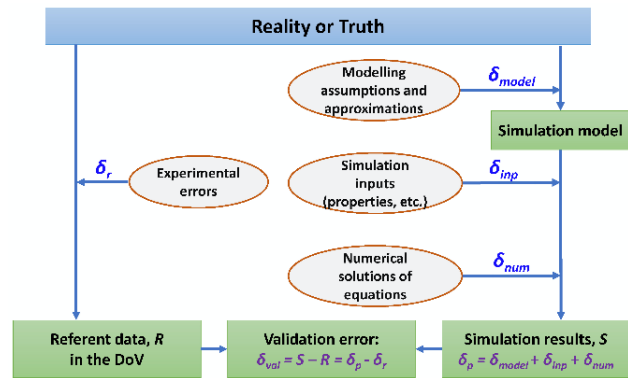 Reality or Truth
Modelling
assumptions and
approximations
δmodel
Simulation model
δr
Experimental
errors
Simulation
inputs
(properties, etc.)
δinp
Numerical
solutions of
equations
δnum
Referent data, R
in the DoV
Validation error:
δval = S – R = δp - δr
Simulation results, S
δp = δmodel + δinp + δnum